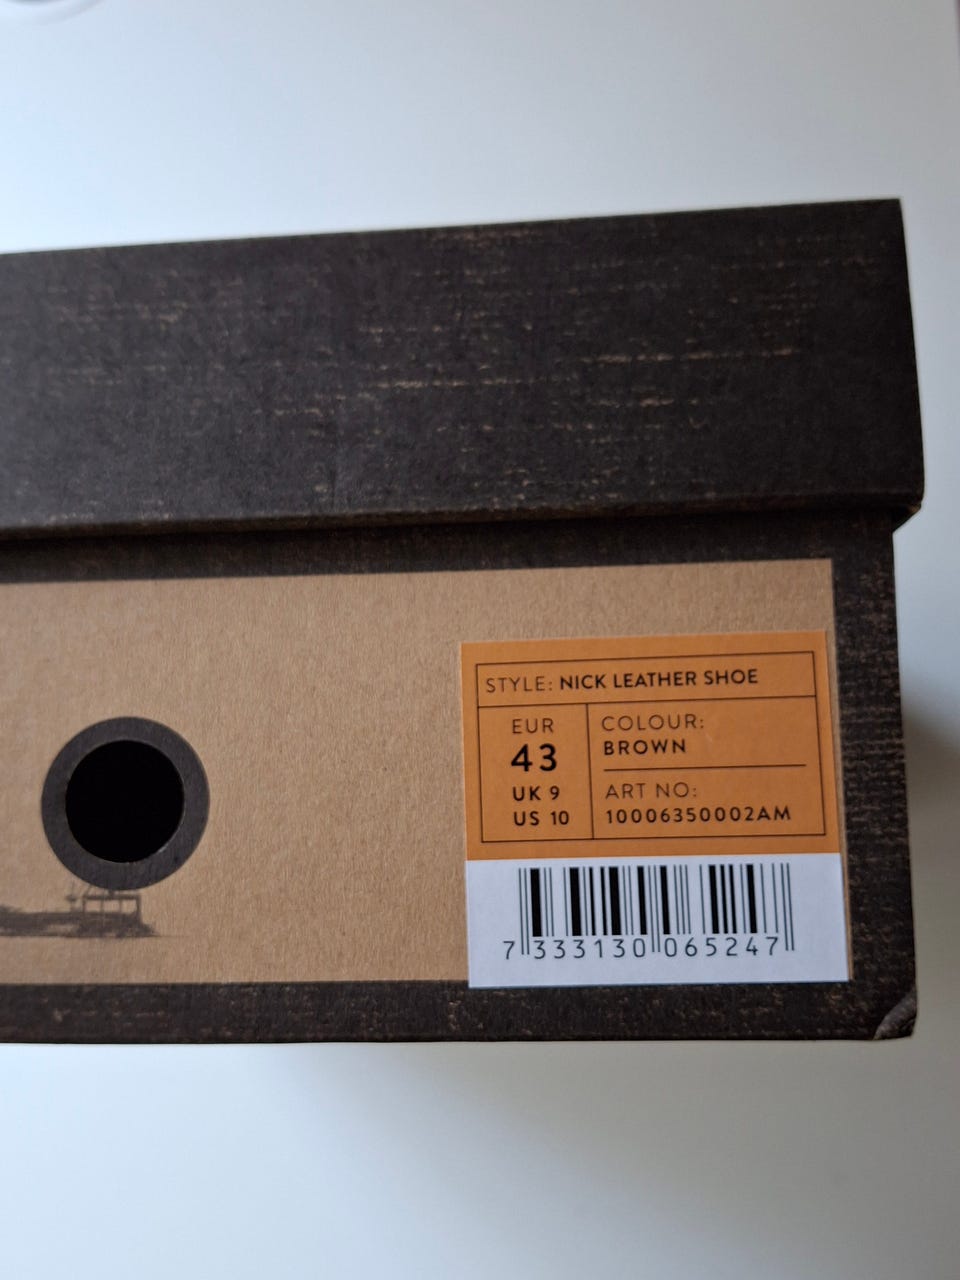 STYLE: NICK LEATHER SHOE
EUR
43
UK 9
US 10
COLOUR:
BROWN
ART NO:
10006350002AM
7 333130 065247